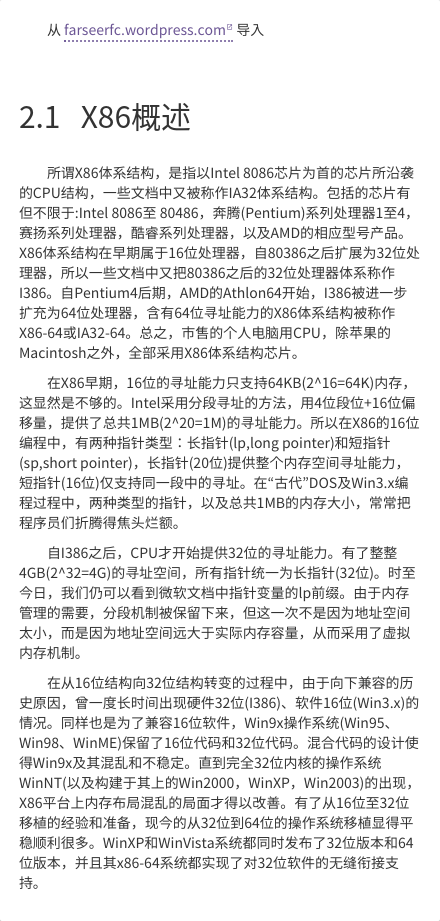 从 farseerfc.wordpress.com 导入
2.1 X86概述
所谓X86体系结构，是指以Intel 8086芯片为首的芯片所沿袭
的CPU结构，一些文档中又被称作IA32体系结构。包括的芯片有
但不限于:Intel 8086至 80486，奔腾(Pentium)系列处理器1至4，
赛扬系列处理器，酷睿系列处理器，以及AMD的相应型号产品。
X86体系结构在早期属于16位处理器，自80386之后扩展为32位处
理器，所以一些文档中又把80386之后的32位处理器体系称作
I386。自Pentium4后期，AMD的Athlon64开始，I386被进一步
扩充为64位处理器，含有64位寻址能力的X86体系结构被称作
X86-64或IA32-64。总之，市售的个人电脑用CPU，除苹果的
Macintosh之外，全部采用X86体系结构芯片。
在X86早期，16位的寻址能力只支持64KB(2^16=64K)内存，
这显然是不够的。Intel采用分段寻址的方法，用4位段位+16位偏
移量，提供了总共1MB(2^20=1M)的寻址能力。所以在X86的16位
编程中，有两种指针类型：长指针(lp,long pointer)和短指针
(sp,short pointer)，长指针(20位)提供整个内存空间寻址能力，
短指针(16位)仅支持同一段中的寻址。在“古代”DOS及Win3.x编
程过程中，两种类型的指针，以及总共1MB的内存大小，常常把
程序员们折腾得焦头烂额。
自I386之后，CPU才开始提供32位的寻址能力。有了整整
4GB(2^32=4G)的寻址空间，所有指针统一为长指针(32位)。时至
今日，我们仍可以看到微软文档中指针变量的lp前缀。由于内存
管理的需要，分段机制被保留下来，但这一次不是因为地址空间
太小，而是因为地址空间远大于实际内存容量，从而采用了虚拟
内存机制。
在从16位结构向32位结构转变的过程中，由于向下兼容的历
史原因，曾一度长时间出现硬件32位(I386)、软件16位(Win3.x)的
情况。同样也是为了兼容16位软件，Win9x操作系统(Win95、
Win98、WinME)保留了16位代码和32位代码。混合代码的设计使
得Win9x及其混乱和不稳定。直到完全32位内核的操作系统
WinNT(以及构建于其上的Win2000，WinXP，Win2003)的出现，
X86平台上内存布局混乱的局面才得以改善。有了从16位至32位
移植的经验和准备，现今的从32位到64位的操作系统移植显得平
稳顺利很多。WinXP和WinVista系统都同时发布了32位版本和64
位版本，并且其x86-64系统都实现了对32位软件的无缝衔接支
持。